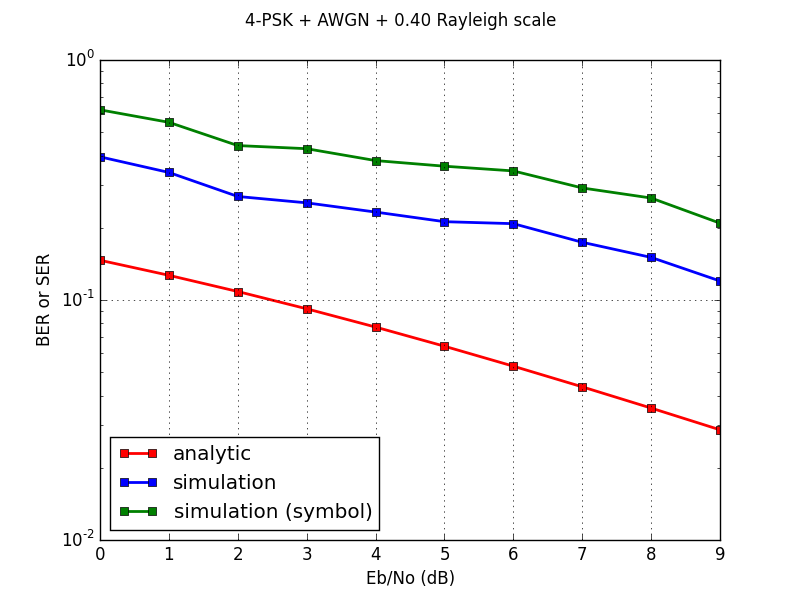 4-PSK + AWGN + 0.40 Rayleigh scale
10^0
10^-1
10^-2
BER or SER
analytic
simulation
simulation (symbol)
0 1 2 3 4 5 6 7 8 9
Eb/No (dB)